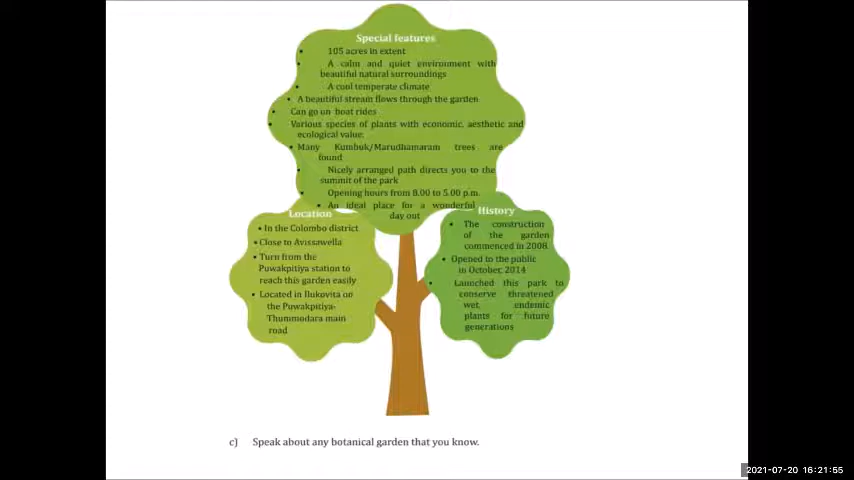 Special features
• 105 acres in extent
• A calm and quiet environment with
beautiful natural surroundings
• A cool temperate climate
• A beautiful stream flows through the garden
• Can go on boat rides
• Various species of plants with economic, aesthetic and
ecological value.
• Many Kumbuk/Marudhamaram trees are
found
• Nicely arranged path directs you to the
summit of the park
• Opening hours from 8.00 to 5.00 p.m.
• An ideal place for a wonderful
day out
Location
• In the Colombo district
• Close to Avissawella
• Turn from the
Puwakpitiya station to
reach this garden easily
• Located in Ilukovita on
the Puwakpitiya-
Thummodara main
road
History
• The construction
of the garden
commenced in 2008
• Opened to the public
in October, 2014
• Launched this park to
conserve threatened
wet, endemic
plants for future
generations
c) Speak about any botanical garden that you know.
2021-07-20 16:21:55